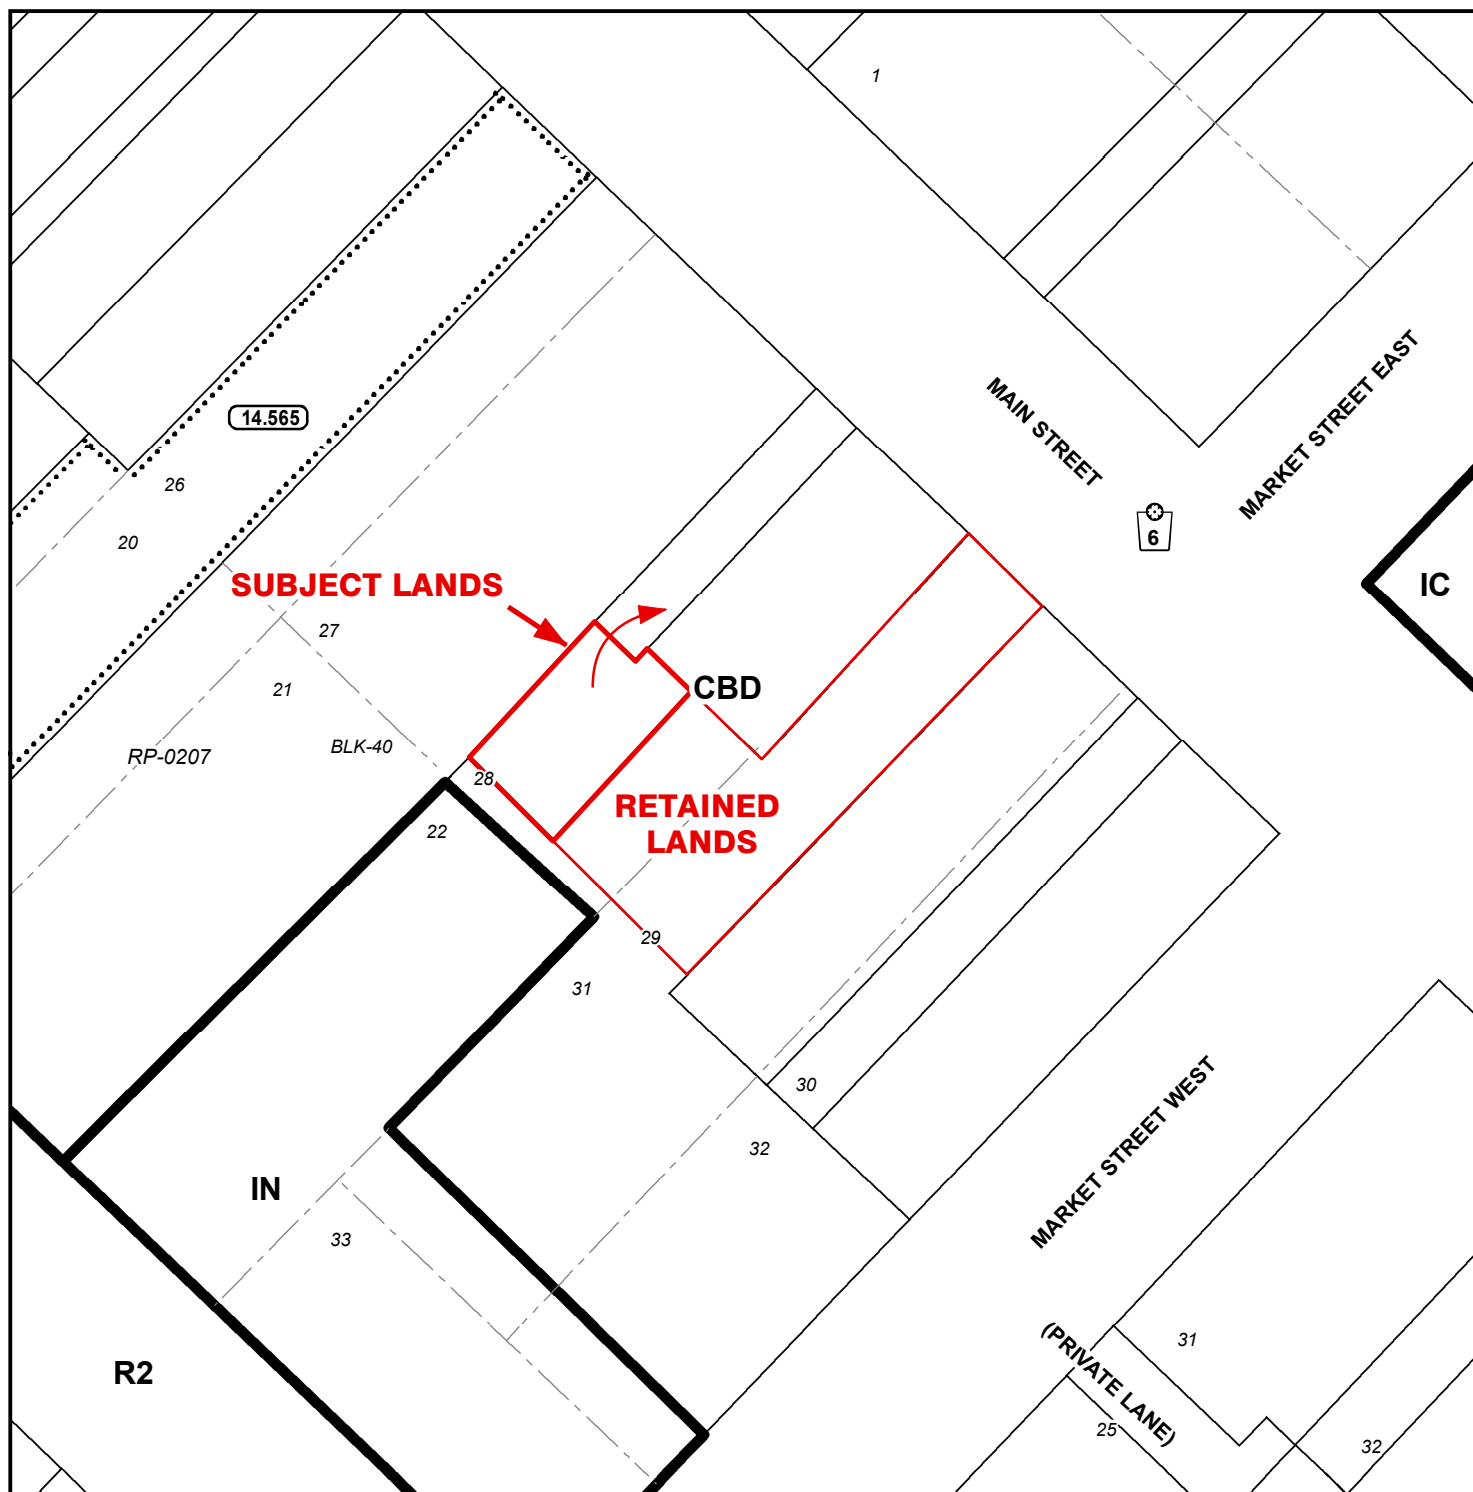 1
MAIN STREET
MARKET STREET EAST
14.565
26
6
20
SUBJECT LANDS
IC
27
21
CBD
RP-0207
BLK-40
28
RETAINED
LANDS
22
29
31
30
32
MARKET STREET WEST
IN
33
(PRIVATE LANE)
31
R2
25
32